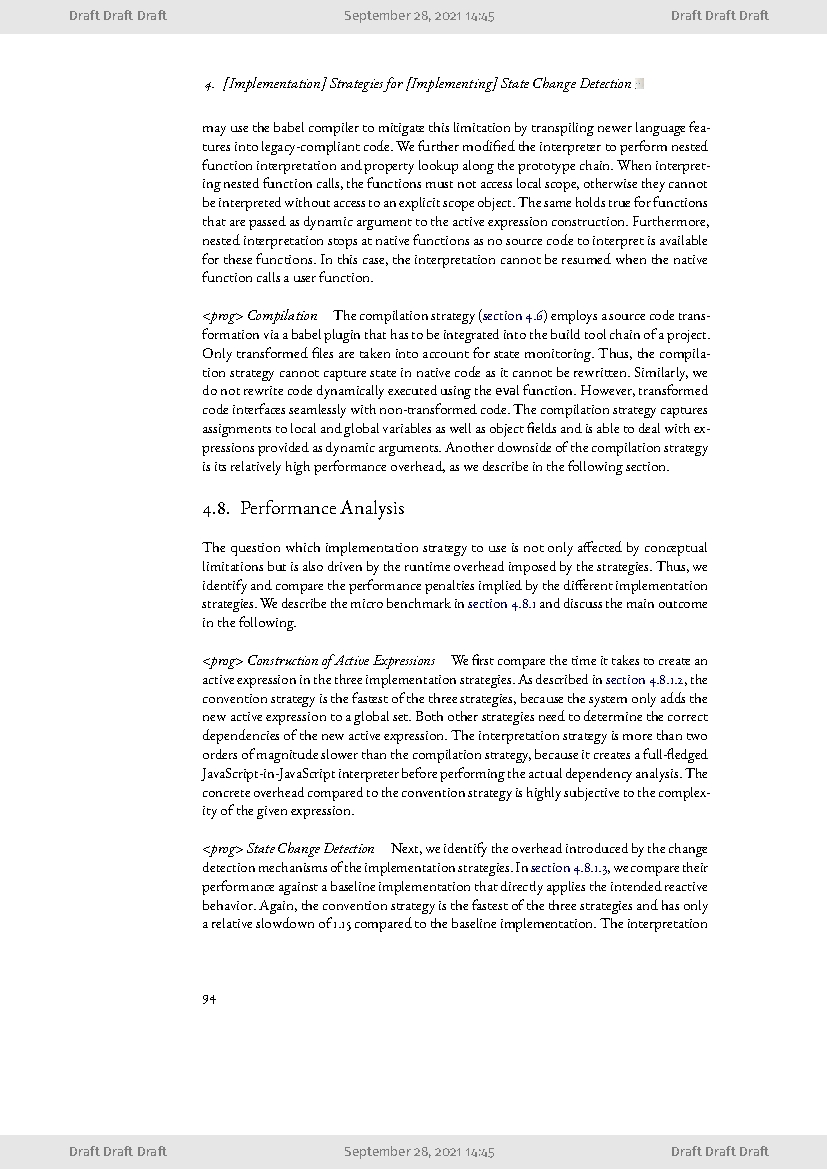 Draft Draft Draft September 28, 2021 14:45 Draft Draft Draft
4. [Implementation] Strategies for [Implementing] State Change Detection
may use the babel compiler to mitigate this limitation by transpiling newer language fea-
tures into legacy-compliant code. We further modified the interpreter to perform nested
function interpretation and property lookup along the prototype chain. When interpret-
ing nested function calls, the functions must not access local scope, otherwise they cannot
be interpreted without access to an explicit scope object. The same holds true for functions
that are passed as dynamic argument to the active expression construction. Furthermore,
nested interpretation stops at native functions as no source code to interpret is available
for these functions. In this case, the interpretation cannot be resumed when the native
function calls a user function.
<prog> Compilation The compilation strategy (section 4.6) employs a source code trans-
formation via a babel plugin that has to be integrated into the build tool chain of a project.
Only transformed files are taken into account for state monitoring. Thus, the compila-
tion strategy cannot capture state in native code as it cannot be rewritten. Similarly, we
do not rewrite code dynamically executed using the eval function. However, transformed
code interfaces seamlessly with non-transformed code. The compilation strategy captures
assignments to local and global variables as well as object fields and is able to deal with ex-
pressions provided as dynamic arguments. Another downside of the compilation strategy
is its relatively high performance overhead, as we describe in the following section.
4.8. Performance Analysis
The question which implementation strategy to use is not only affected by conceptual
limitations but is also driven by the runtime overhead imposed by the strategies. Thus, we
identify and compare the performance penalties implied by the different implementation
strategies. We describe the micro benchmark in section 4.8.1 and discuss the main outcome
in the following.
<prog> Construction of Active Expressions We first compare the time it takes to create an
active expression in the three implementation strategies. As described in section 4.8.1.2, the
convention strategy is the fastest of the three strategies, because the system only adds the
new active expression to a global set. Both other strategies need to determine the correct
dependencies of the new active expression. The interpretation strategy is more than two
orders of magnitude slower than the compilation strategy, because it creates a full-fledged
JavaScript-in-JavaScript interpreter before performing the actual dependency analysis. The
concrete overhead compared to the convention strategy is highly subjective to the complex-
ity of the given expression.
<prog> State Change Detection Next, we identify the overhead introduced by the change
detection mechanisms of the implementation strategies. In section 4.8.1.3, we compare their
performance against a baseline implementation that directly applies the intended reactive
behavior. Again, the convention strategy is the fastest of the three strategies and has only
a relative slowdown of 1.15 compared to the baseline implementation. The interpretation
94
Draft Draft Draft September 28, 2021 14:45 Draft Draft Draft